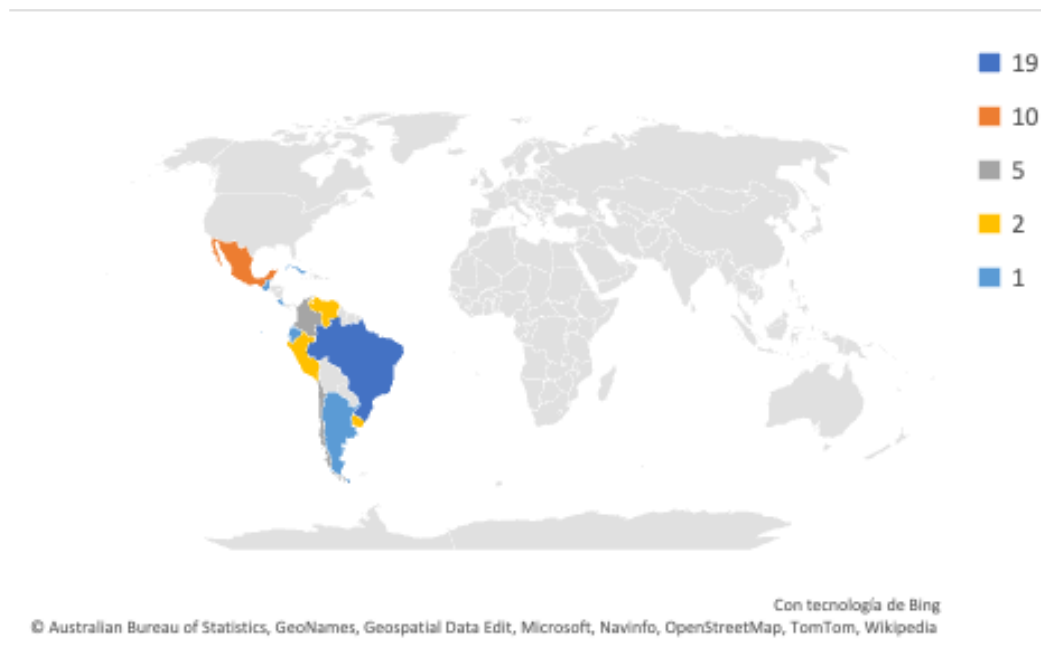 19
10
5
2
1
Con tecnología de Bing
© Australian Bureau of Statistics, GeoNames, Geospatial Data Edit, Microsoft, Navinfo, OpenStreetMap, TomTom, Wikipedia